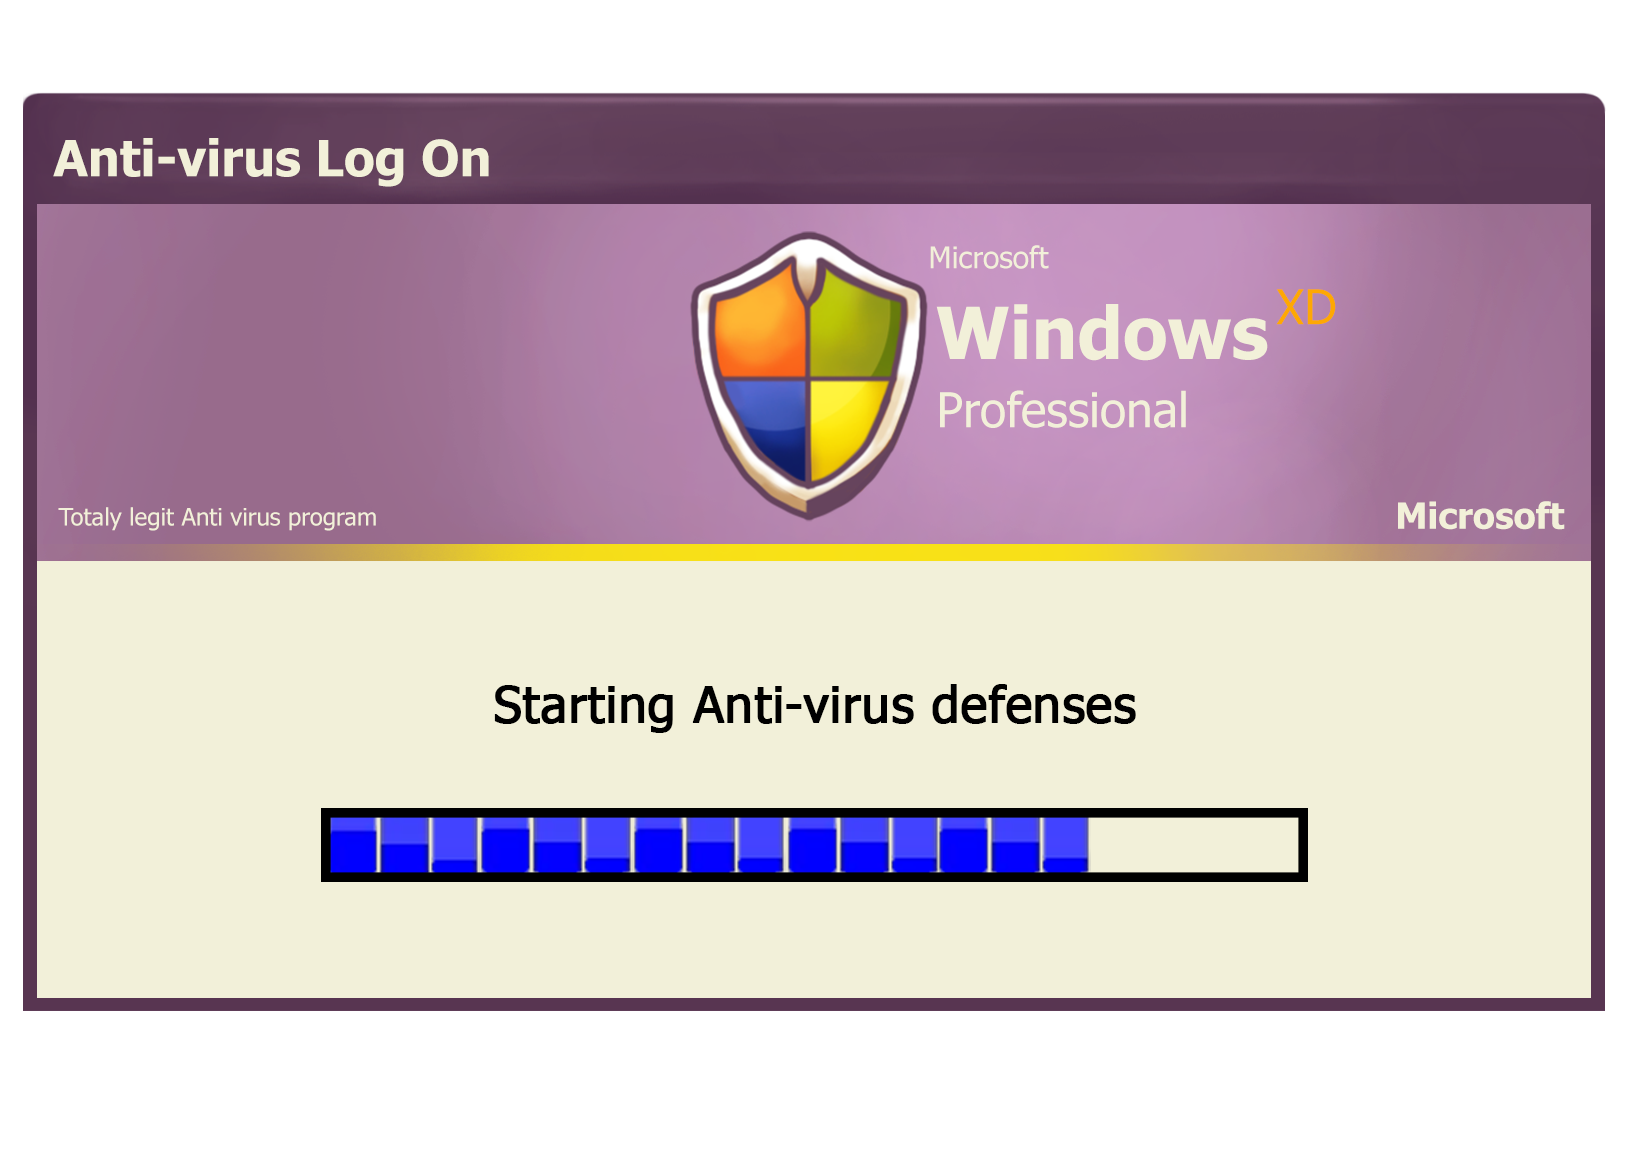 Anti-virus Log On
Microsoft
Windows XD
Professional
Totaly legit Anti virus program
Microsoft
Starting Anti-virus defenses